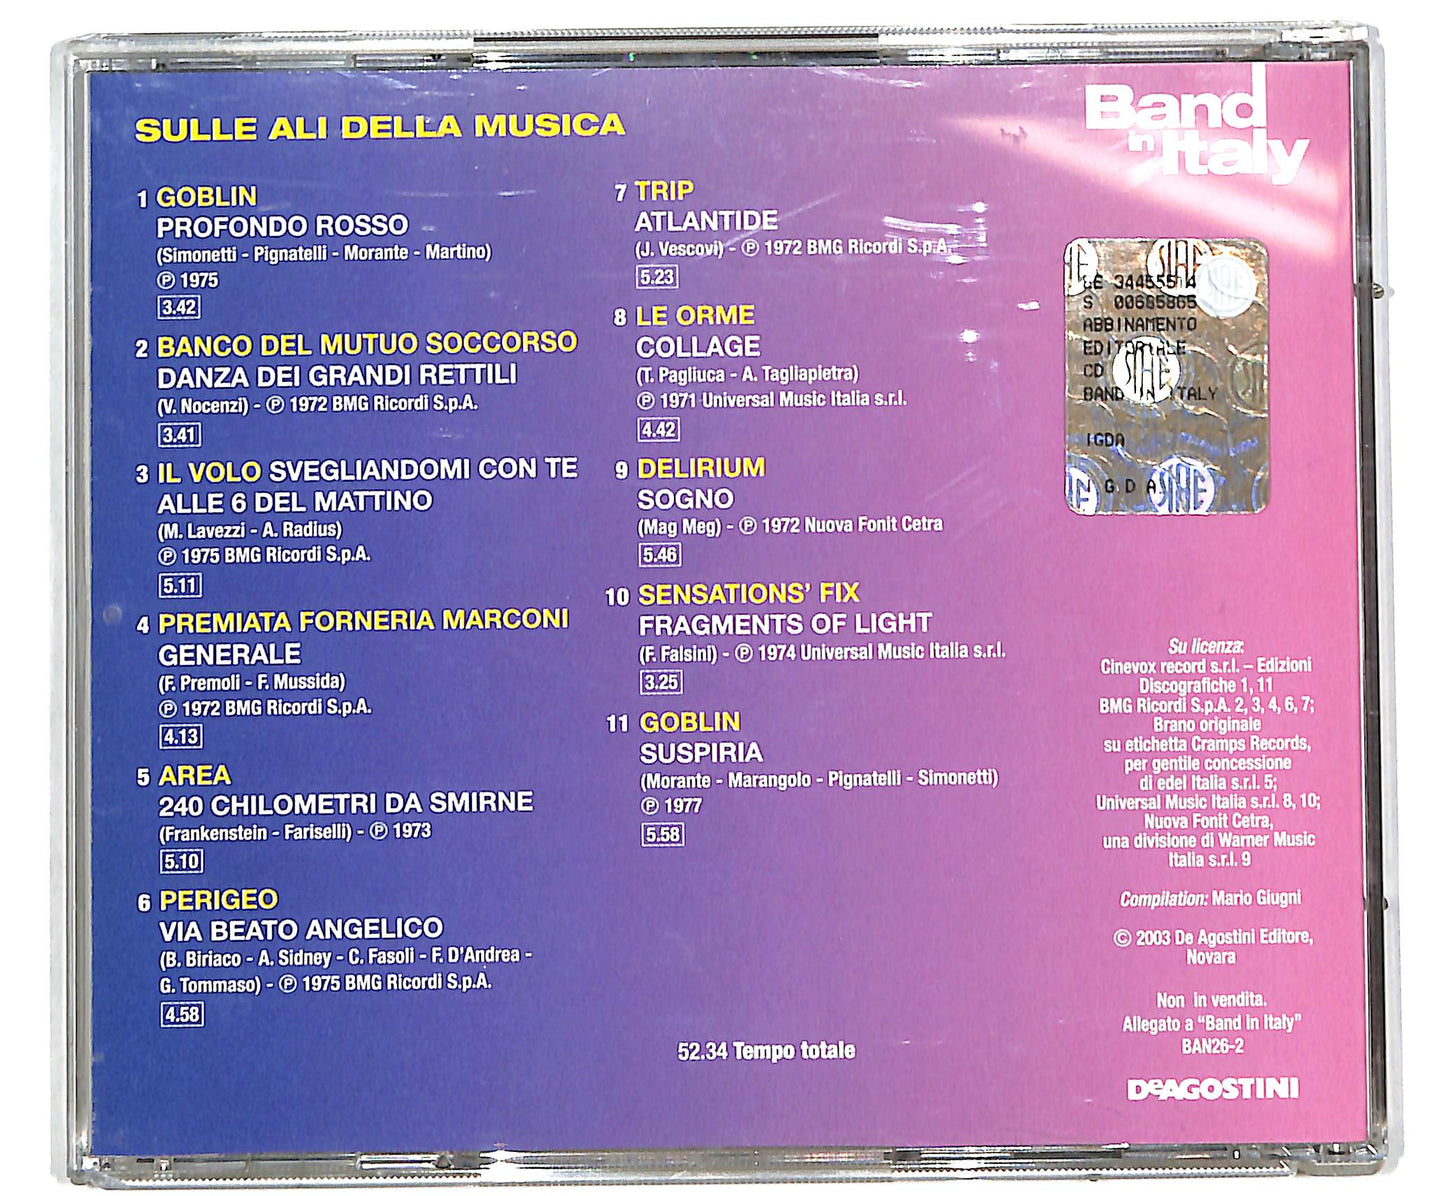 SULLE ALI DELLA MUSICA
Band
in Italy
1 GOBLIN
PROFONDO ROSSO
(Simonetti - Pignatelli - Morante - Martino)
℗ 1975
3.42
2 BANCO DEL MUTUO SOCCORSO
DANZA DEI GRANDI RETTILI
(V. Nocenzi) - ℗ 1972 BMG Ricordi S.p.A.
3.41
3 IL VOLO SVEGLIANDOMI CON TE
ALLE 6 DEL MATTINO
(M. Lavezzi - A. Radius)
℗ 1975 BMG Ricordi S.p.A.
5.11
4 PREMIATA FORNERIA MARCONI
GENERALE
(F. Premoli - F. Mussida)
℗ 1972 BMG Ricordi S.p.A.
4.13
5 AREA
240 CHILOMETRI DA SMIRNE
(Frankenstein - Fariselli) - ℗ 1973
5.10
6 PERIGEO
VIA BEATO ANGELICO
(B. Biriaco - A. Sidney - C. Fasoli - F. D'Andrea -
G. Tommaso) - ℗ 1975 BMG Ricordi S.p.A.
4.58
7 TRIP
ATLANTIDE
(J. Vescovi) - ℗ 1972 BMG Ricordi S.p.A.
5.23
8 LE ORME
COLLAGE
(T. Pagliuca - A. Tagliapietra)
℗ 1971 Universal Music Italia s.r.l.
4.42
9 DELIRIUM
SOGNO
(Mag Meg) - ℗ 1972 Nuova Fonit Cetra
5.46
10 SENSATIONS' FIX
FRAGMENTS OF LIGHT
(F. Falsini) - ℗ 1974 Universal Music Italia s.r.l.
3.25
11 GOBLIN
SUSPIRIA
(Morante - Marangolo - Pignatelli - Simonetti)
℗ 1977
5.58
52.34 Tempo totale
S 00665865
ABBINAMENTO
EDITORIALE
CD
BAND IN ITALY
IGDA
SIAE
Su licenza:
Cinevox record s.r.l. – Edizioni
Discografiche 1, 11
BMG Ricordi S.p.A. 2, 3, 4, 6, 7;
Brano originale
su etichetta Cramps Records,
per gentile concessione
di edel Italia s.r.l. 5;
Universal Music Italia s.r.l. 8, 10;
Nuova Fonit Cetra,
una divisione di Warner Music
Italia s.r.l. 9
Compilation: Mario Giugni
© 2003 De Agostini Editore,
Novara
Non in vendita.
Allegato a "Band in Italy"
BAN26-2
DEAGOSTINI